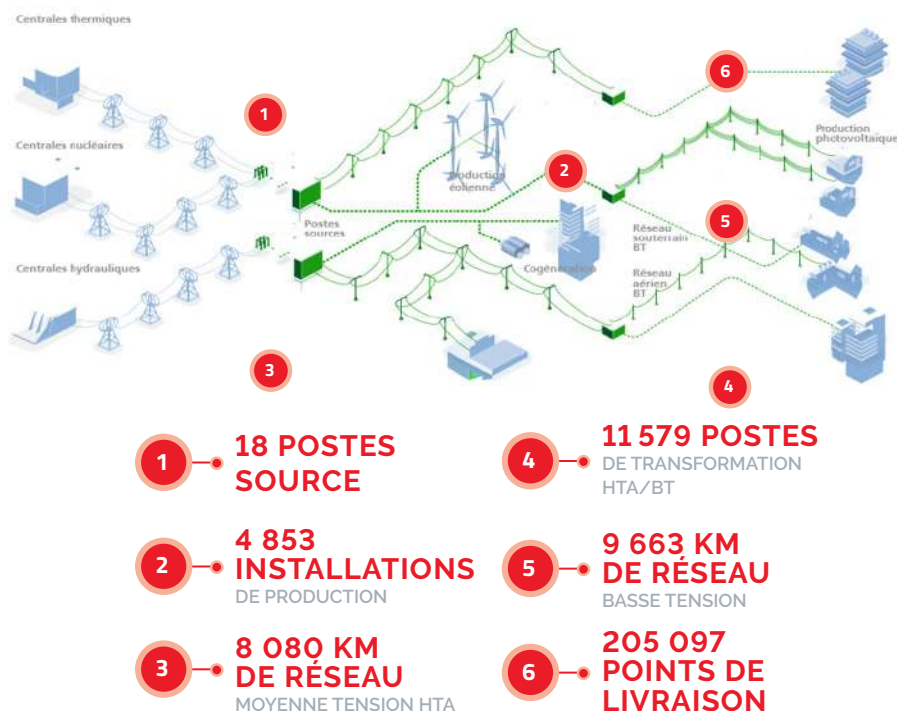 Centrales thermiques
6
1
Production
photovoltaïque
Centrales nucléaires
2
Production
éolienne
Postes
sources
5
Réseau
souterrain
BT
Centrales hydrauliques
Cogénération
Réseau
aérien
BT
3
4
1
18 POSTES
SOURCE
4
11 579 POSTES
DE TRANSFORMATION
HTA/BT
2
4 853
INSTALLATIONS
DE PRODUCTION
5
9 663 KM
DE RÉSEAU
BASSE TENSION
3
8 080 KM
DE RÉSEAU
MOYENNE TENSION HTA
6
205 097
POINTS DE
LIVRAISON